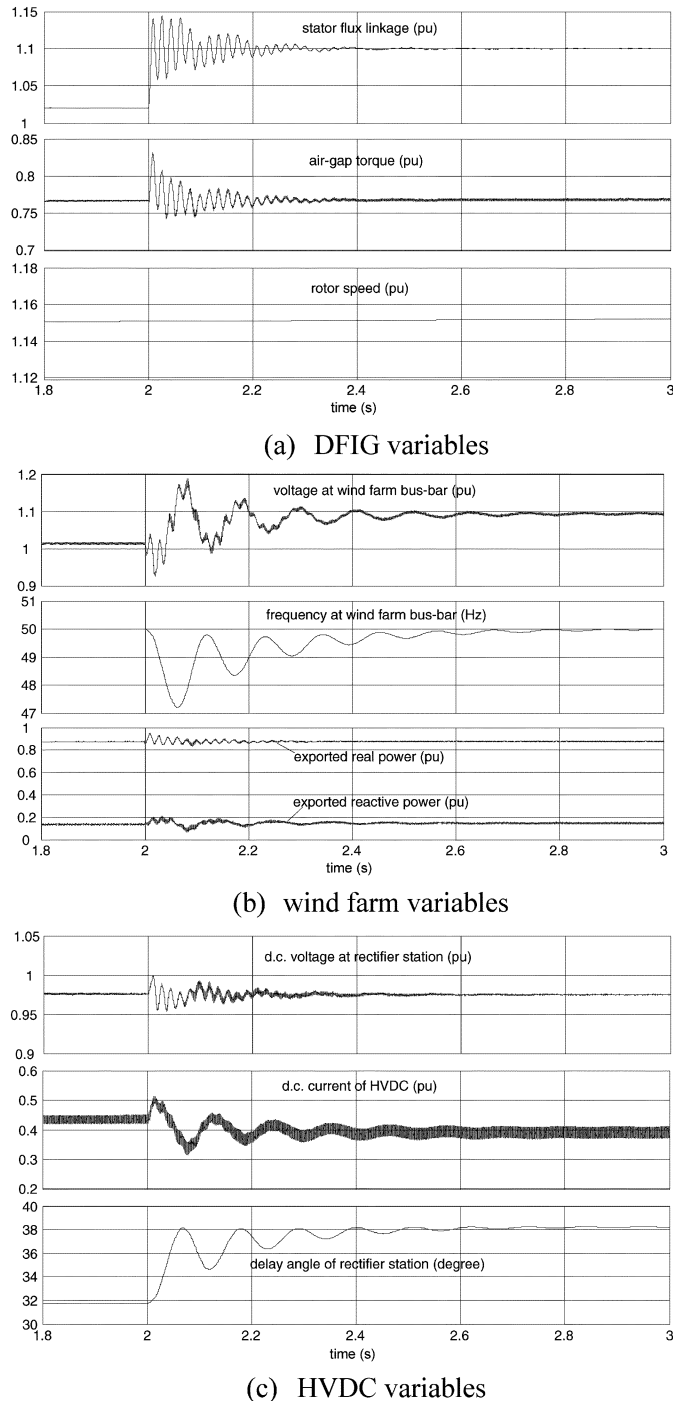 stator flux linkage (pu)
1.10
1.05
1
0.85
air-gap torque (pu)
0.8
0.75
0.7
1.18
rotor speed (pu)
1.16
1.14
1.12
1.8 2 2.2 2.4 2.6 2.8 3
time (s)
(a) DFIG variables
1.2
voltage at wind farm bus-bar (pu)
1.1
1
0.9
51
frequency at wind farm bus-bar (Hz)
50
49
48
47
1
0.8
exported real power (pu)
0.6
0.4
exported reactive power (pu)
0.2
0
1.8 2 2.2 2.4 2.6 2.8 3
time (s)
(b) wind farm variables
1.05
d.c. voltage at rectifier station (pu)
1
0.95
0.9
0.6
d.c. current of HVDC (pu)
0.5
0.4
0.3
0.2
40
38
36
delay angle of rectifier station (degree)
34
32
30
1.8 2 2.2 2.4 2.6 2.8 3
time (s)
(c) HVDC variables